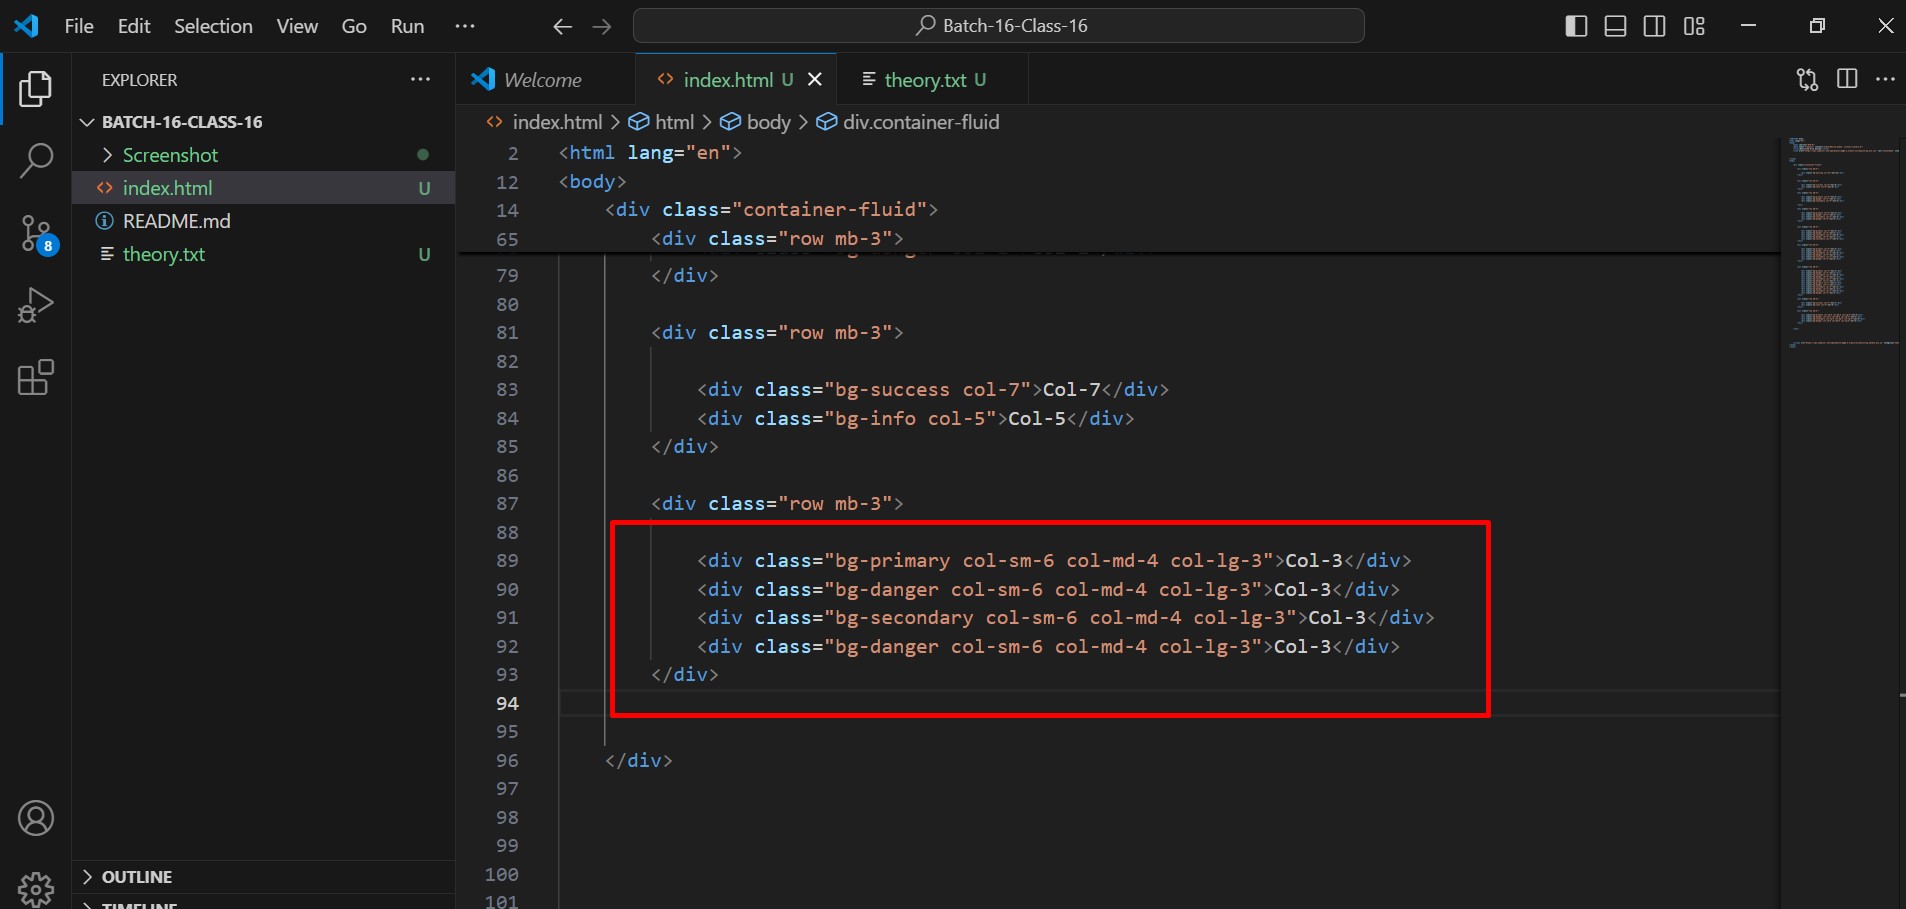 File Edit Selection View Go Run ···
Batch-16-Class-16
EXPLORER
BATCH-16-CLASS-16
Screenshot
index.html U
README.md
theory.txt U
8
OUTLINE
TIMELINE
Welcome
index.html U
theory.txt U
index.html > html > body > div.container-fluid
2 <html lang="en">
12 <body>
14 <div class="container-fluid">
65 <div class="row mb-3">
79 </div>
80
81 <div class="row mb-3">
82
83 <div class="bg-success col-7">Col-7</div>
84 <div class="bg-info col-5">Col-5</div>
85 </div>
86
87 <div class="row mb-3">
88
89 <div class="bg-primary col-sm-6 col-md-4 col-lg-3">Col-3</div>
90 <div class="bg-danger col-sm-6 col-md-4 col-lg-3">Col-3</div>
91 <div class="bg-secondary col-sm-6 col-md-4 col-lg-3">Col-3</div>
92 <div class="bg-danger col-sm-6 col-md-4 col-lg-3">Col-3</div>
93 </div>
94
95
96 </div>
97
98
99
100
101